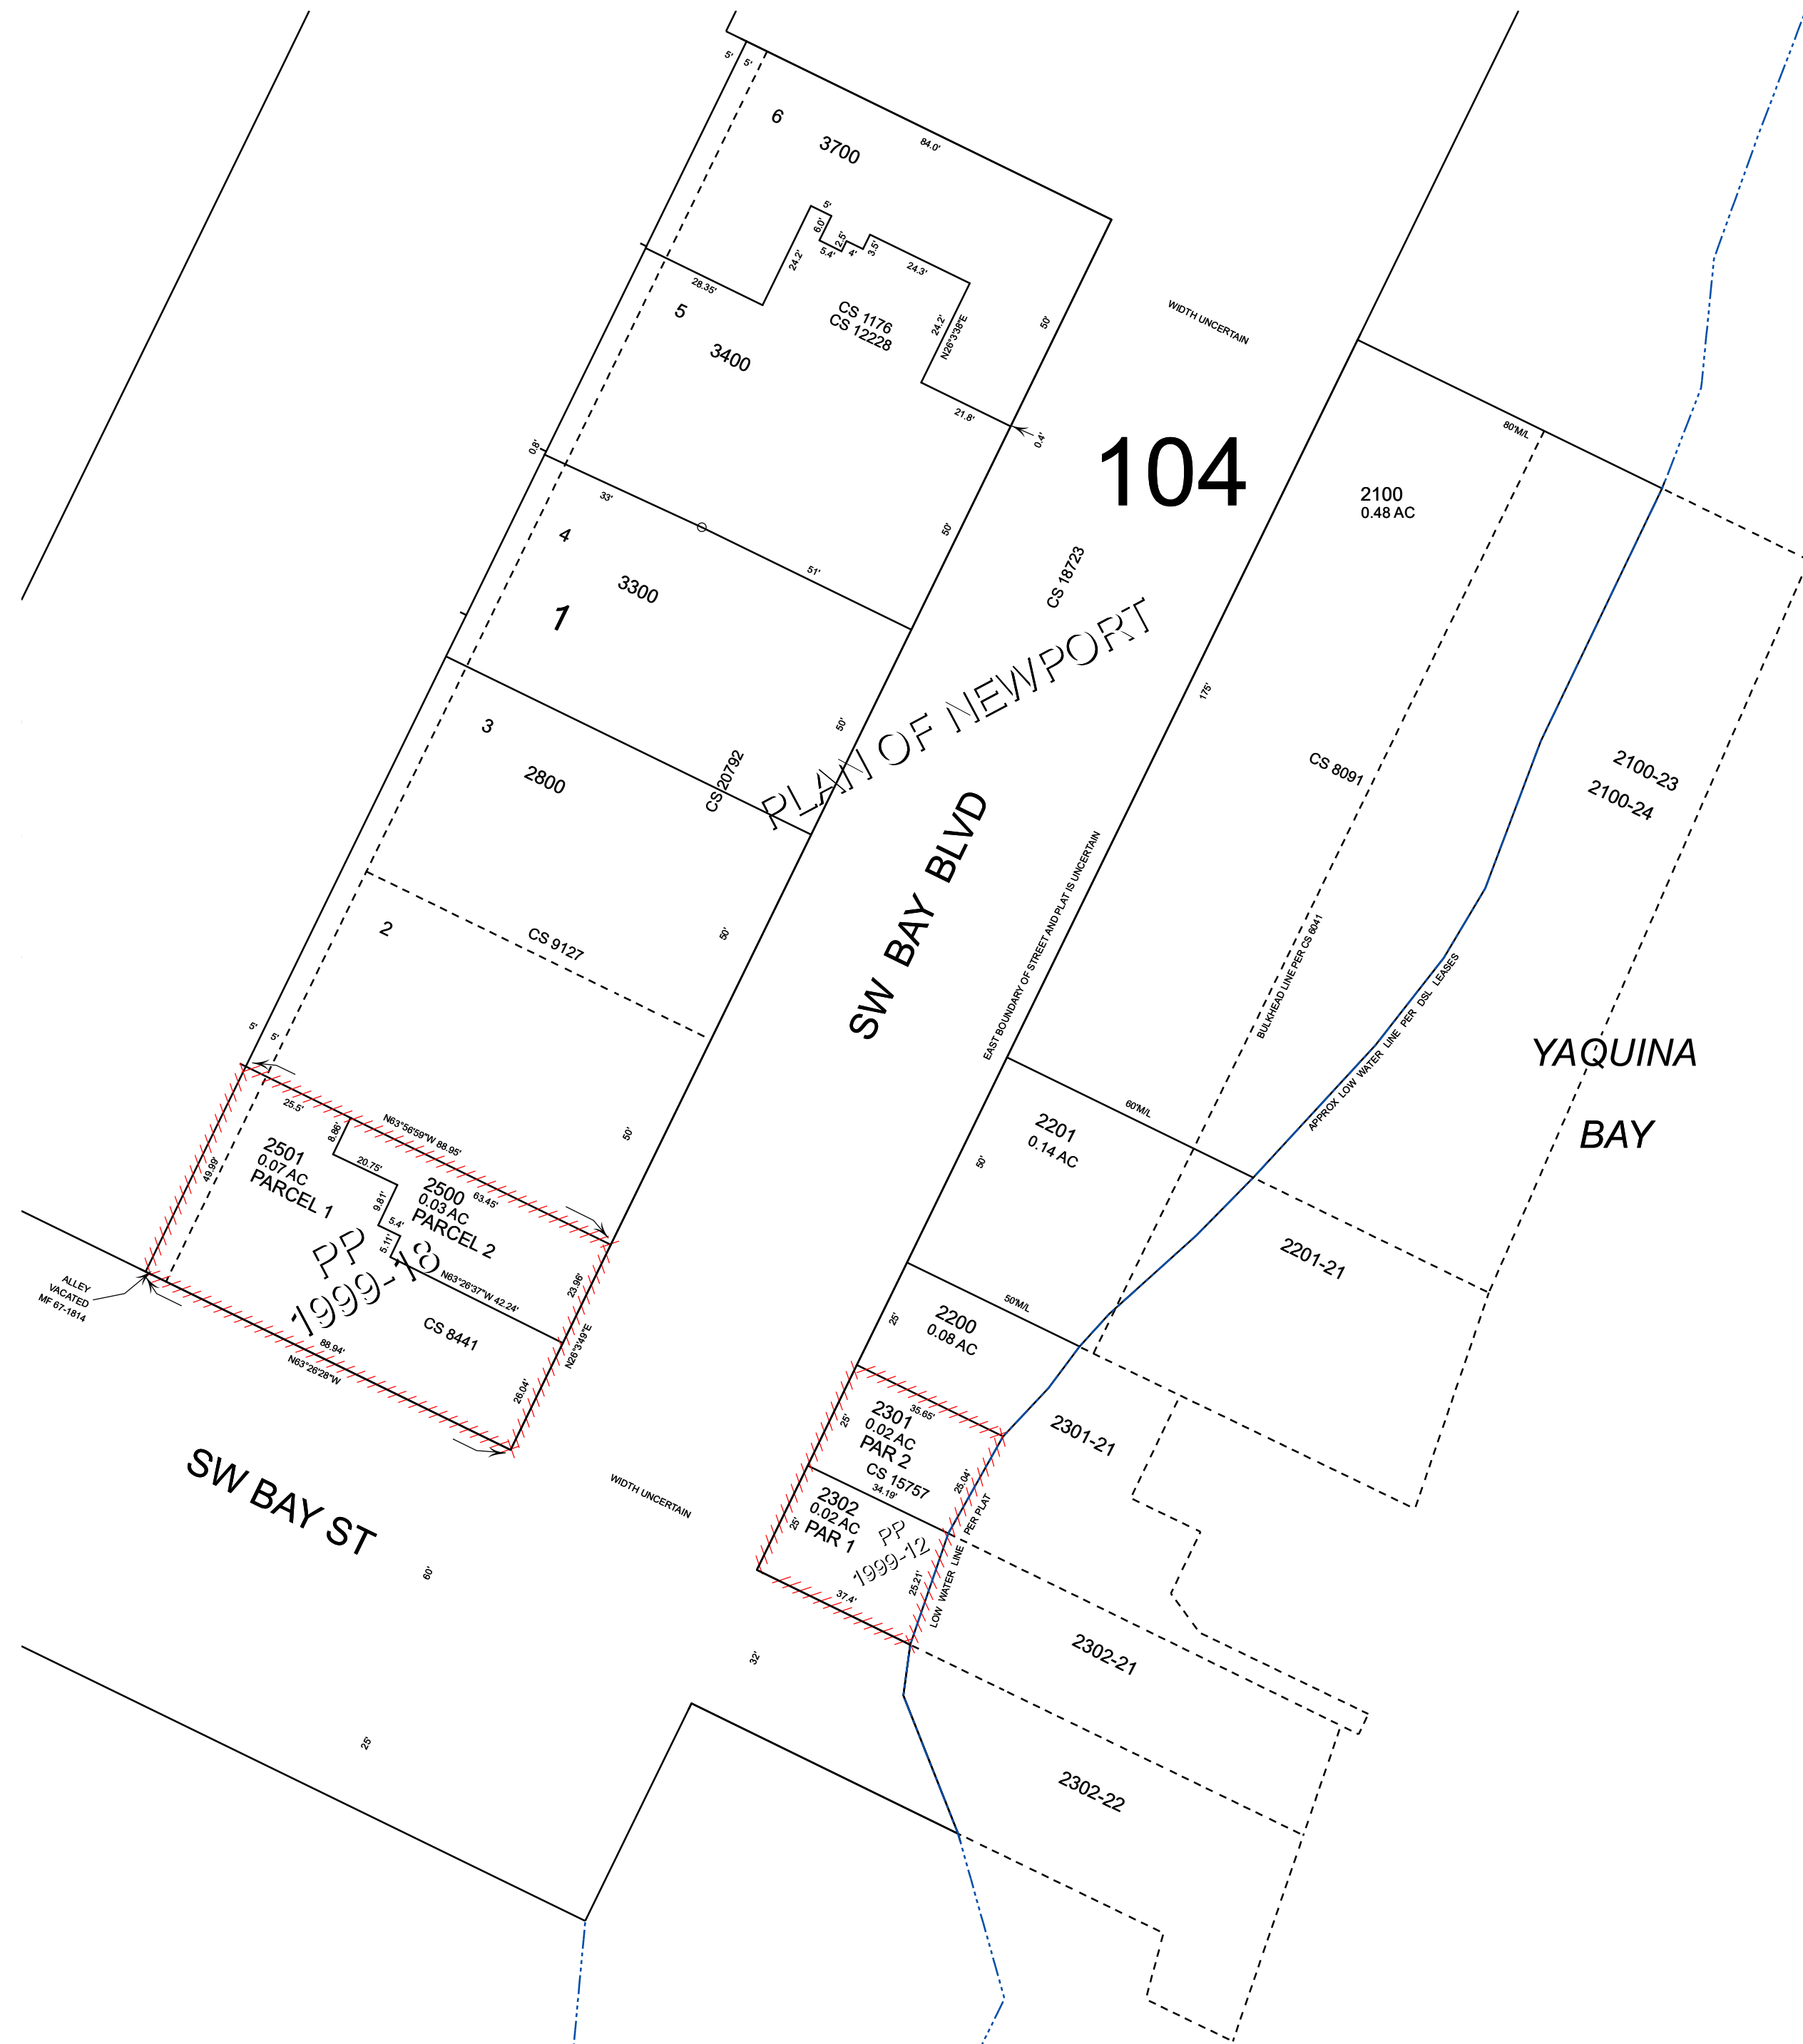 5'
5'
6
3700
84.0'
5'
6.0'
2.5'
5.4'
4'
3.5'
24.2'
24.3'
28.35'
CS 1176
CS 12228
24.2'
N26°3'38"E
50'
WIDTH UNCERTAIN
5
3400
21.8'
0.4'
80'M/L
0.8'
33'
51'
50'
104
2100
0.48 AC
4
3300
1
CS 18723
PLAN OF NEWPORT
175'
3
2800
CS 20792
50'
CS 8091
2100-23
2100-24
SW BAY BLVD
EAST BOUNDARY OF STREET AND PLAT IS UNCERTAIN
BULKHEAD LINE PER CS 6041
APPROX LOW WATER LINE PER DSL LEASES
2
CS 9127
50'
YAQUINA
BAY
5'
5'
25.5'
N63°56'59"W 88.95'
50'
60'M/L
2201
0.14 AC
50'
8.86'
20.75'
2501
0.07 AC
PARCEL 1
49.99'
9.81'
2500
0.03 AC
PARCEL 2
63.45'
5.4'
5.11'
PP
1999-18
N63°26'37"W 42.24'
23.96'
2201-21
ALLEY
VACATED
MF 67-1814
88.94'
N63°26'28"W
CS 8441
N26°3'49"E
26.04'
50'M/L
2200
0.08 AC
25'
35.65'
2301
0.02 AC
PAR 2
CS 15757
25'
25.04'
2301-21
34.19'
2302
0.02 AC
PAR 1
25'
PP
1999-12
25.21'
37.4'
LOW WATER LINE PER PLAT
SW BAY ST
WIDTH UNCERTAIN
60'
32'
2302-21
25'
2302-22